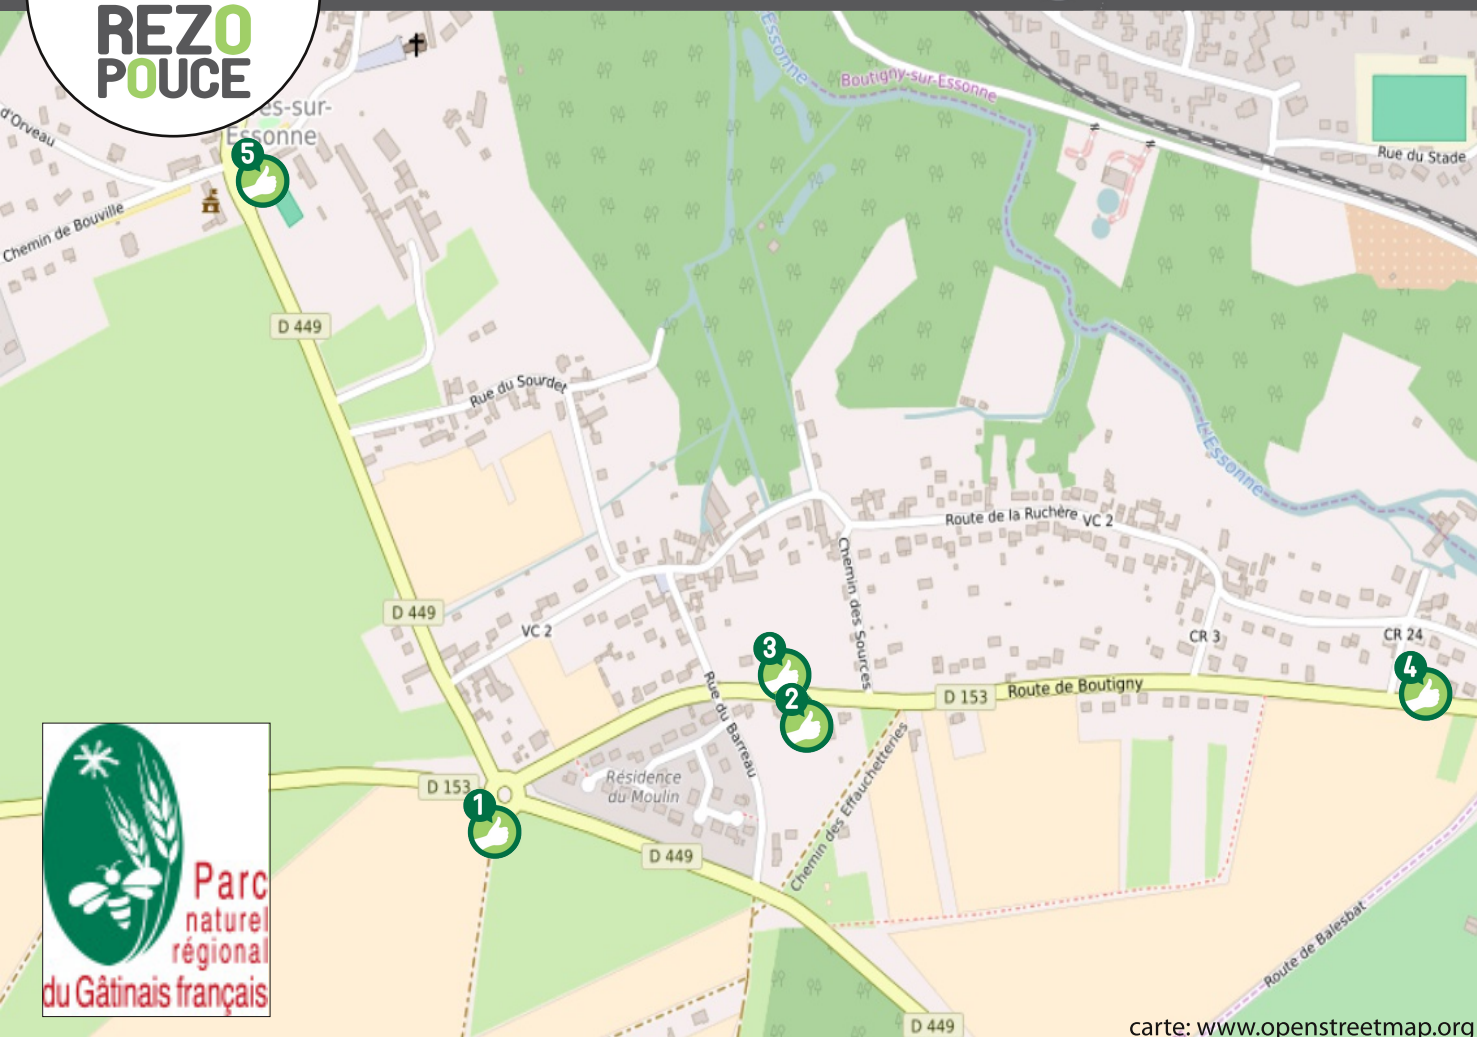 REZO
POUCE
Essonne
Boutigny-sur-Essonne
d'Orveau
es-sur-
Essonne
Rue du Stade
5
Chemin de Bouville
D 449
Rue du Sourdet
L'Essonne
Route de la Ruchère
VC 2
Chemin des Sources
D 449
VC 2
CR 3
CR 24
3
4
2
Rue du Barreau
D 153
Route de Boutigny
Résidence
du Moulin
D 153
1
Chemin des Effauchetteries
D 449
Parc
naturel
régional
du Gâtinais français
Route de Balesbat
D 449
carte: www.openstreetmap.org